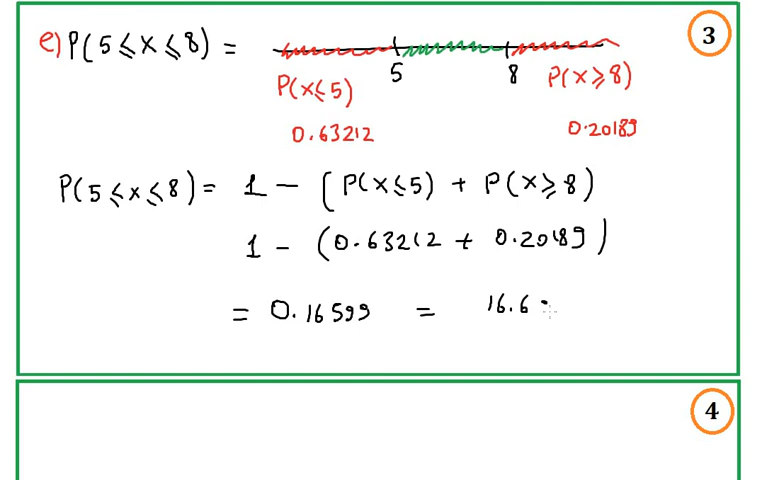 e) P(5 ≤ x ≤ 8) =
3
5
8
P(x ≤ 5)
P(x ≥ 8)
0.63212
0.20189
P(5 ≤ x ≤ 8) = 1 - [P(x ≤ 5) + P(x ≥ 8)
1 - (0.63212 + 0.20189)
= 0.16599 = 16.6
4